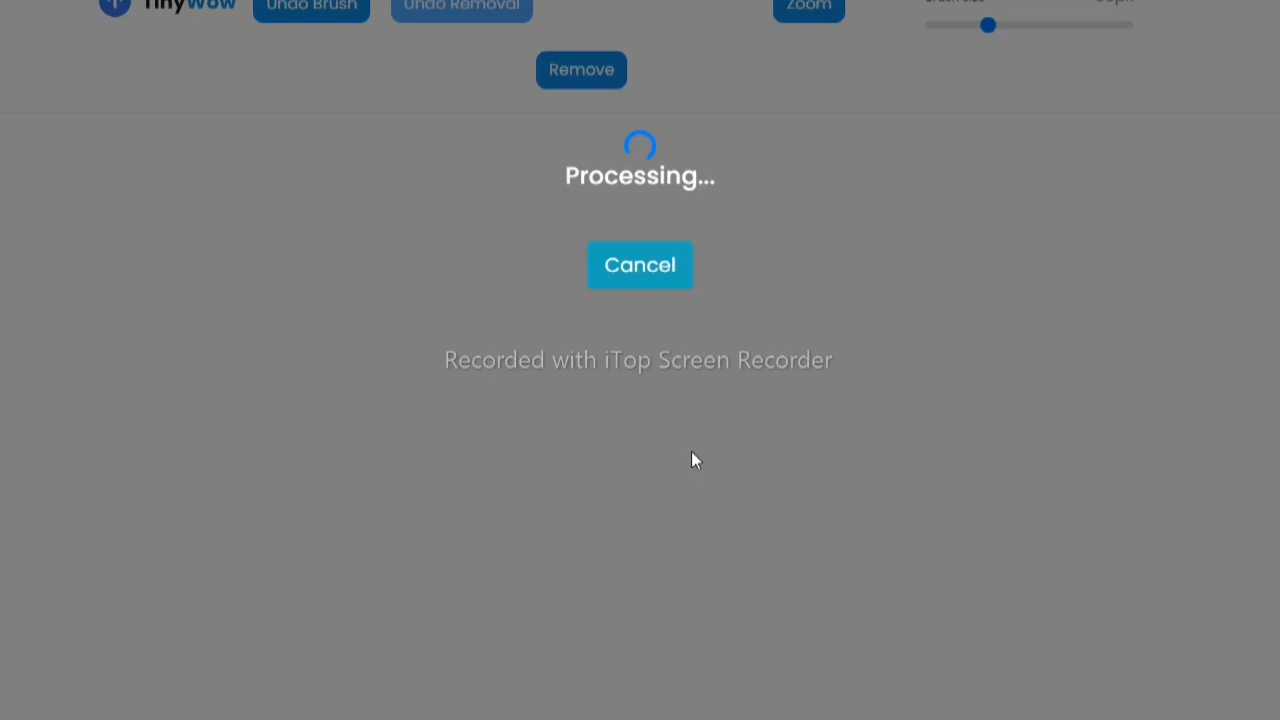 TinyWow Undo Brush Undo Removal Zoom
Remove
Processing...
Cancel
Recorded with iTop Screen Recorder